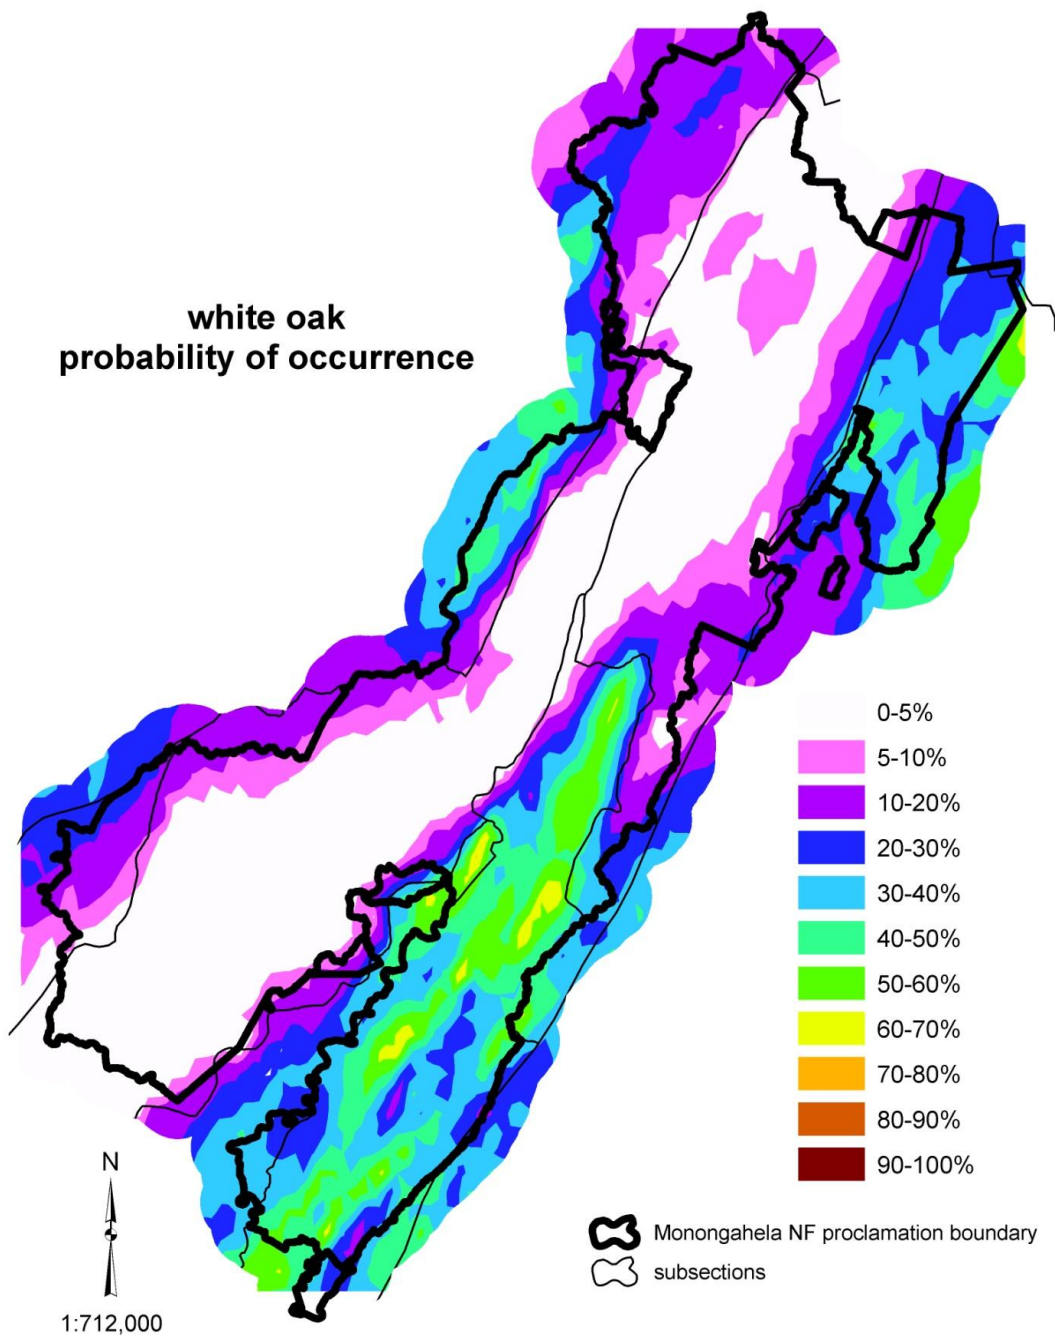 white oak
probability of occurrence
0-5%
5-10%
10-20%
20-30%
30-40%
40-50%
50-60%
60-70%
70-80%
80-90%
90-100%
N
1:712,000
Monongahela NF proclamation boundary
subsections